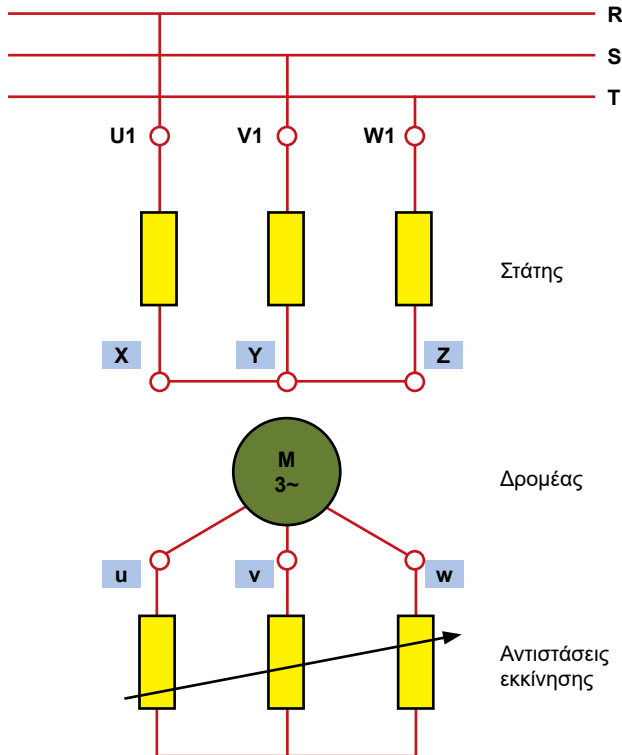 R
S
T
U1 V1 W1
Στάτης
X Y Z
M
3~
Δρομέας
u v w
Αντιστάσεις
εκκίνησης